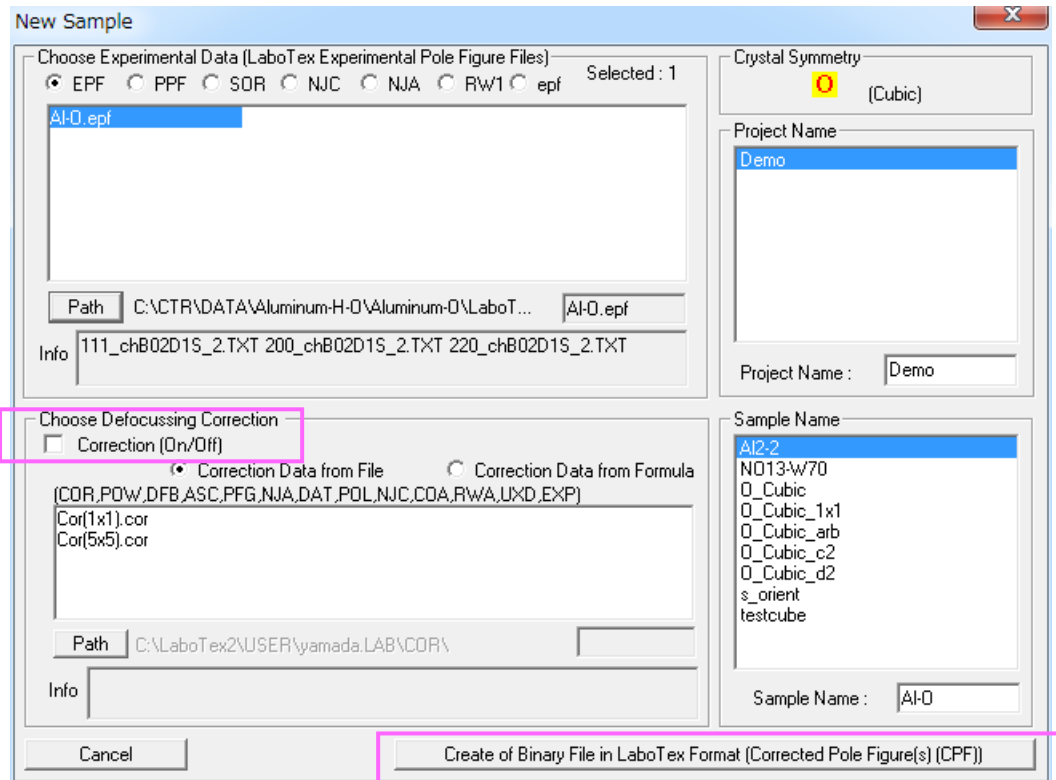 New Sample
x
Choose Experimental Data (LaboTex Experimental Pole Figure Files)
EPF PPF SOR NJC NJA RW1 epf Selected : 1
Al-O.epf
Path C:\CTR\DATA\Aluminum-H-O\Aluminum-O\LaboT... Al-O.epf
Info 111_chB02D1S_2.TXT 200_chB02D1S_2.TXT 220_chB02D1S_2.TXT
Crystal Symmetry
O (Cubic)
Project Name
Demo
Project Name : Demo
Choose Defocussing Correction
Correction (On/Off)
Correction Data from File Correction Data from Formula
(COR,POW,DFB,ASC,PFG,NJA,DAT,POL,NJC,COA,RWA,UXD,EXP)
Cor(1x1).cor
Cor(5x5).cor
Path C:\LaboTex2\USER\yamada.LAB\COR\
Info
Sample Name
Al2-2
NO13-W70
O_Cubic
O_Cubic_1x1
O_Cubic_arb
O_Cubic_c2
O_Cubic_d2
s_orient
testcube
Sample Name : Al-O
Cancel
Create of Binary File in LaboTex Format (Corrected Pole Figure(s) (CPF))